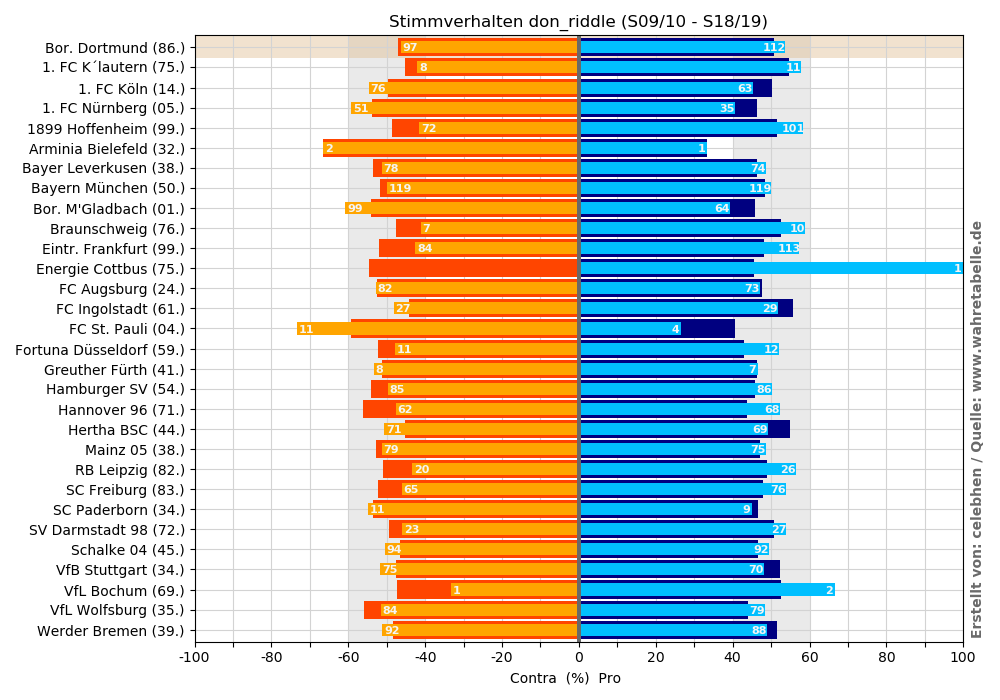 Stimmverhalten don_riddle (S09/10 - S18/19)
Bor. Dortmund (86.) 97 112
1. FC K´lautern (75.) 8 11
1. FC Köln (14.) 76 63
1. FC Nürnberg (05.) 51 35
1899 Hoffenheim (99.) 72 101
Arminia Bielefeld (32.) 2 1
Bayer Leverkusen (38.) 78 74
Bayern München (50.) 119 119
Bor. M'Gladbach (01.) 99 64
Braunschweig (76.) 7 10
Eintr. Frankfurt (99.) 84 113
Energie Cottbus (75.) 1
FC Augsburg (24.) 82 73
FC Ingolstadt (61.) 27 29
FC St. Pauli (04.) 11 4
Fortuna Düsseldorf (59.) 11 12
Greuther Fürth (41.) 8 7
Hamburger SV (54.) 85 86
Hannover 96 (71.) 62 68
Hertha BSC (44.) 71 69
Mainz 05 (38.) 79 75
RB Leipzig (82.) 20 26
SC Freiburg (83.) 65 76
SC Paderborn (34.) 11 9
SV Darmstadt 98 (72.) 23 27
Schalke 04 (45.) 94 92
VfB Stuttgart (34.) 75 70
VfL Bochum (69.) 1 2
VfL Wolfsburg (35.) 84 79
Werder Bremen (39.) 92 88
-100 -80 -60 -40 -20 0 20 40 60 80 100
Contra (%) Pro
Erstellt von: celebhen / Quelle: www.wahretabelle.de